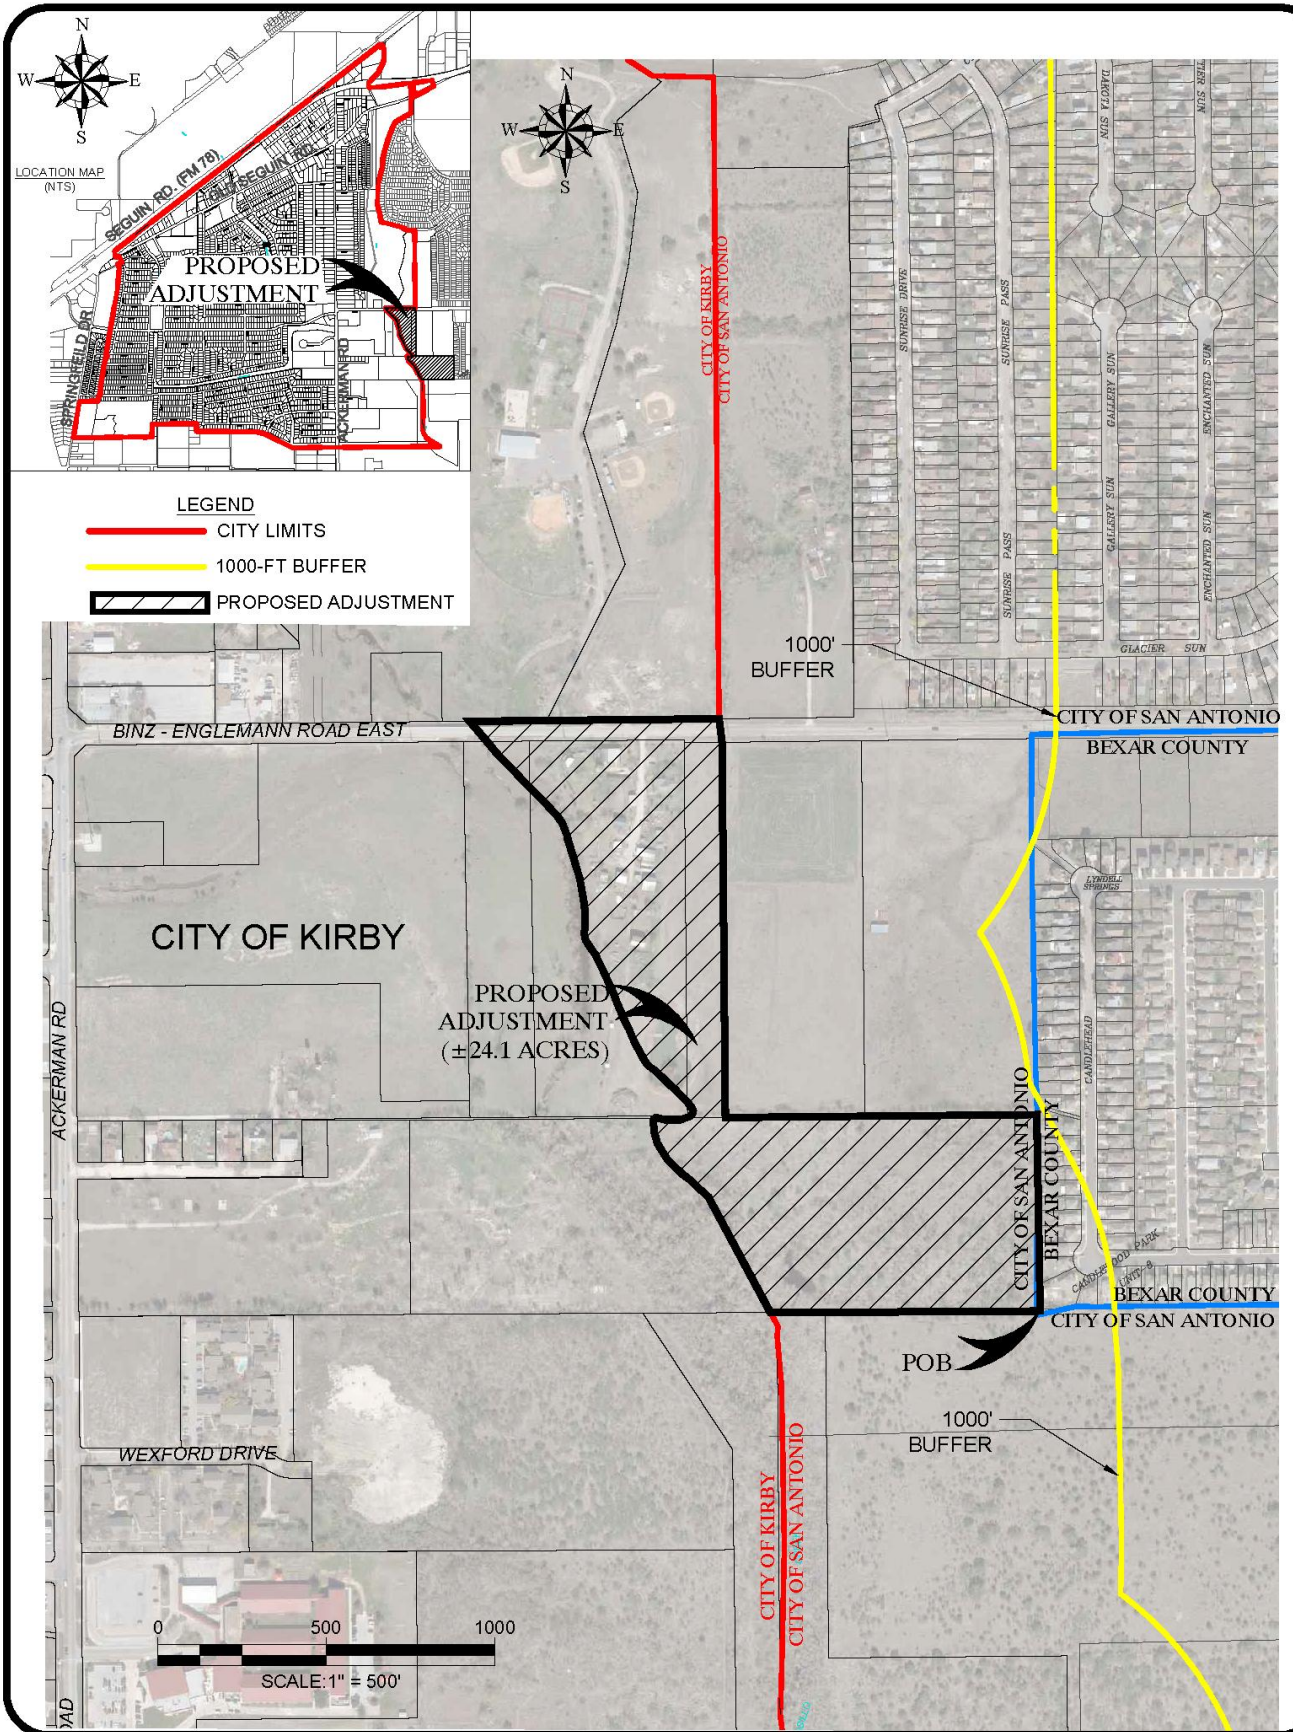 N
W E
S
LOCATION MAP
(NTS)
SEGUIN RD. (FM 78)
OLD SEGUIN RD.
PROPOSED
ADJUSTMENT
SPRINGFEILD DR
ACKERMAN RD
LEGEND
CITY LIMITS
1000-FT BUFFER
PROPOSED ADJUSTMENT
N
W E
S
CITY OF KIRBY
CITY OF SAN ANTONIO
SUNRISE DRIVE
SUNRISE PASS
SUNRISE PASS
DAKOTA SUN
GALLERY SUN
GALLERY SUN
ENCHANTED SUN
ENCHANTED SUN
GLACIER SUN
1000'
BUFFER
CITY OF SAN ANTONIO
BEXAR COUNTY
BINZ - ENGLEMANN ROAD EAST
CITY OF KIRBY
LYNDELL
SPRINGS
CANDLEHEAD
PROPOSED
ADJUSTMENT
(±24.1 ACRES)
ACKERMAN RD
CITY OF SAN ANTONIO
BEXAR COUNTY
CANDLEWOOD PARK
UNIT-8
BEXAR COUNTY
CITY OF SAN ANTONIO
POB
1000'
BUFFER
WEXFORD DRIVE
CITY OF KIRBY
CITY OF SAN ANTONIO
0 500 1000
SCALE:1" = 500'